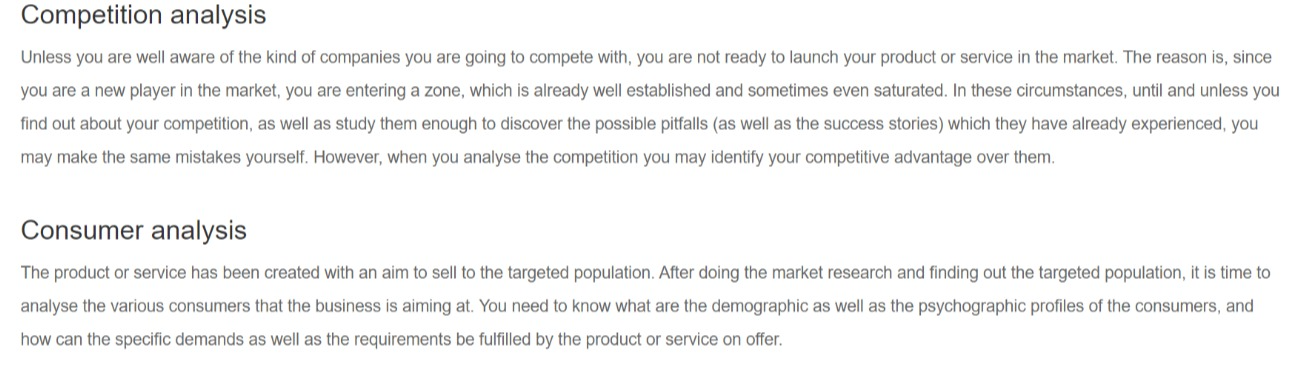 Competition analysis
Unless you are well aware of the kind of companies you are going to compete with, you are not ready to launch your product or service in the market. The reason is, since
you are a new player in the market, you are entering a zone, which is already well established and sometimes even saturated. In these circumstances, until and unless you
find out about your competition, as well as study them enough to discover the possible pitfalls (as well as the success stories) which they have already experienced, you
may make the same mistakes yourself. However, when you analyse the competition you may identify your competitive advantage over them.
Consumer analysis
The product or service has been created with an aim to sell to the targeted population. After doing the market research and finding out the targeted population, it is time to
analyse the various consumers that the business is aiming at. You need to know what are the demographic as well as the psychographic profiles of the consumers, and
how can the specific demands as well as the requirements be fulfilled by the product or service on offer.